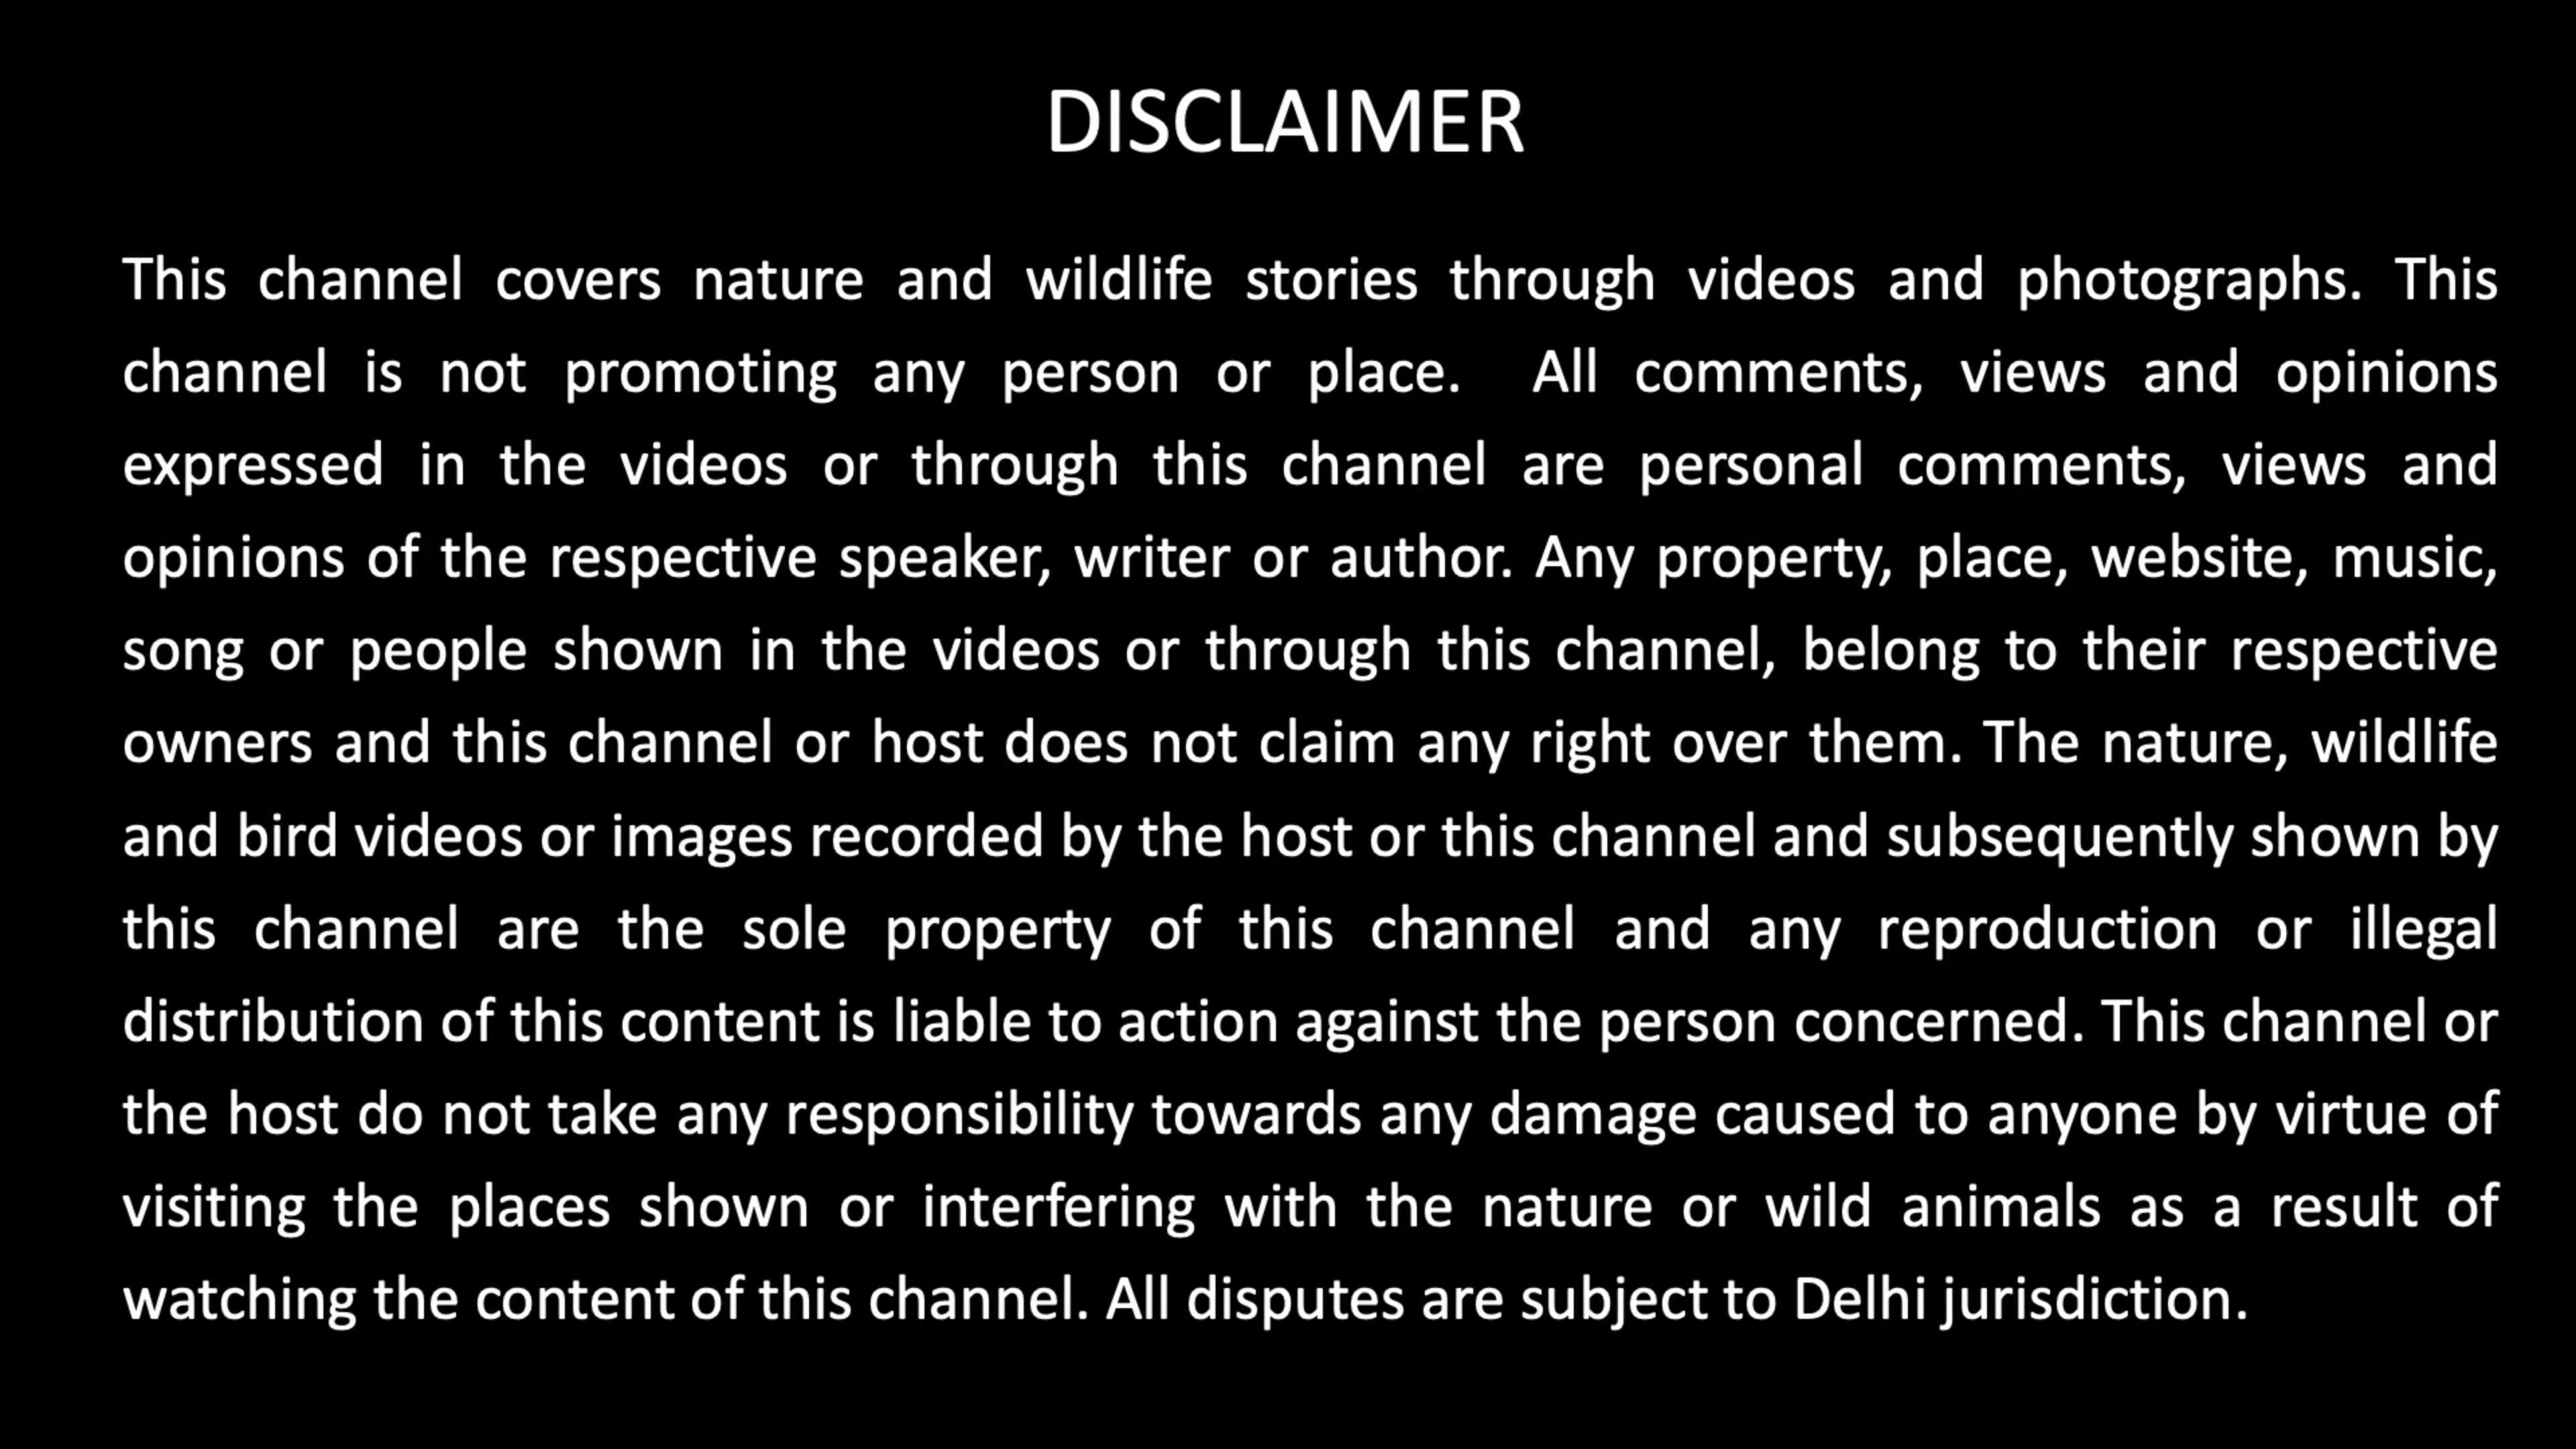 DISCLAIMER
This channel covers nature and wildlife stories through videos and photographs. This
channel is not promoting any person or place. All comments, views and opinions
expressed in the videos or through this channel are personal comments, views and
opinions of the respective speaker, writer or author. Any property, place, website, music,
song or people shown in the videos or through this channel, belong to their respective
owners and this channel or host does not claim any right over them. The nature, wildlife
and bird videos or images recorded by the host or this channel and subsequently shown by
this channel are the sole property of this channel and any reproduction or illegal
distribution of this content is liable to action against the person concerned. This channel or
the host do not take any responsibility towards any damage caused to anyone by virtue of
visiting the places shown or interfering with the nature or wild animals as a result of
watching the content of this channel. All disputes are subject to Delhi jurisdiction.